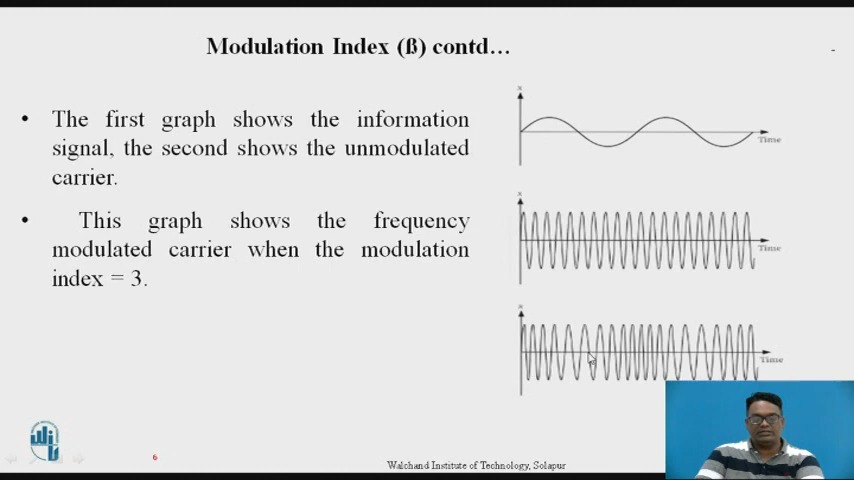 Modulation Index (ß) contd…
• The first graph shows the information
signal, the second shows the unmodulated
carrier.
• This graph shows the frequency
modulated carrier when the modulation
index = 3.
x
Time
x
Time
x
Time
6
Walchand Institute of Technology, Solapur